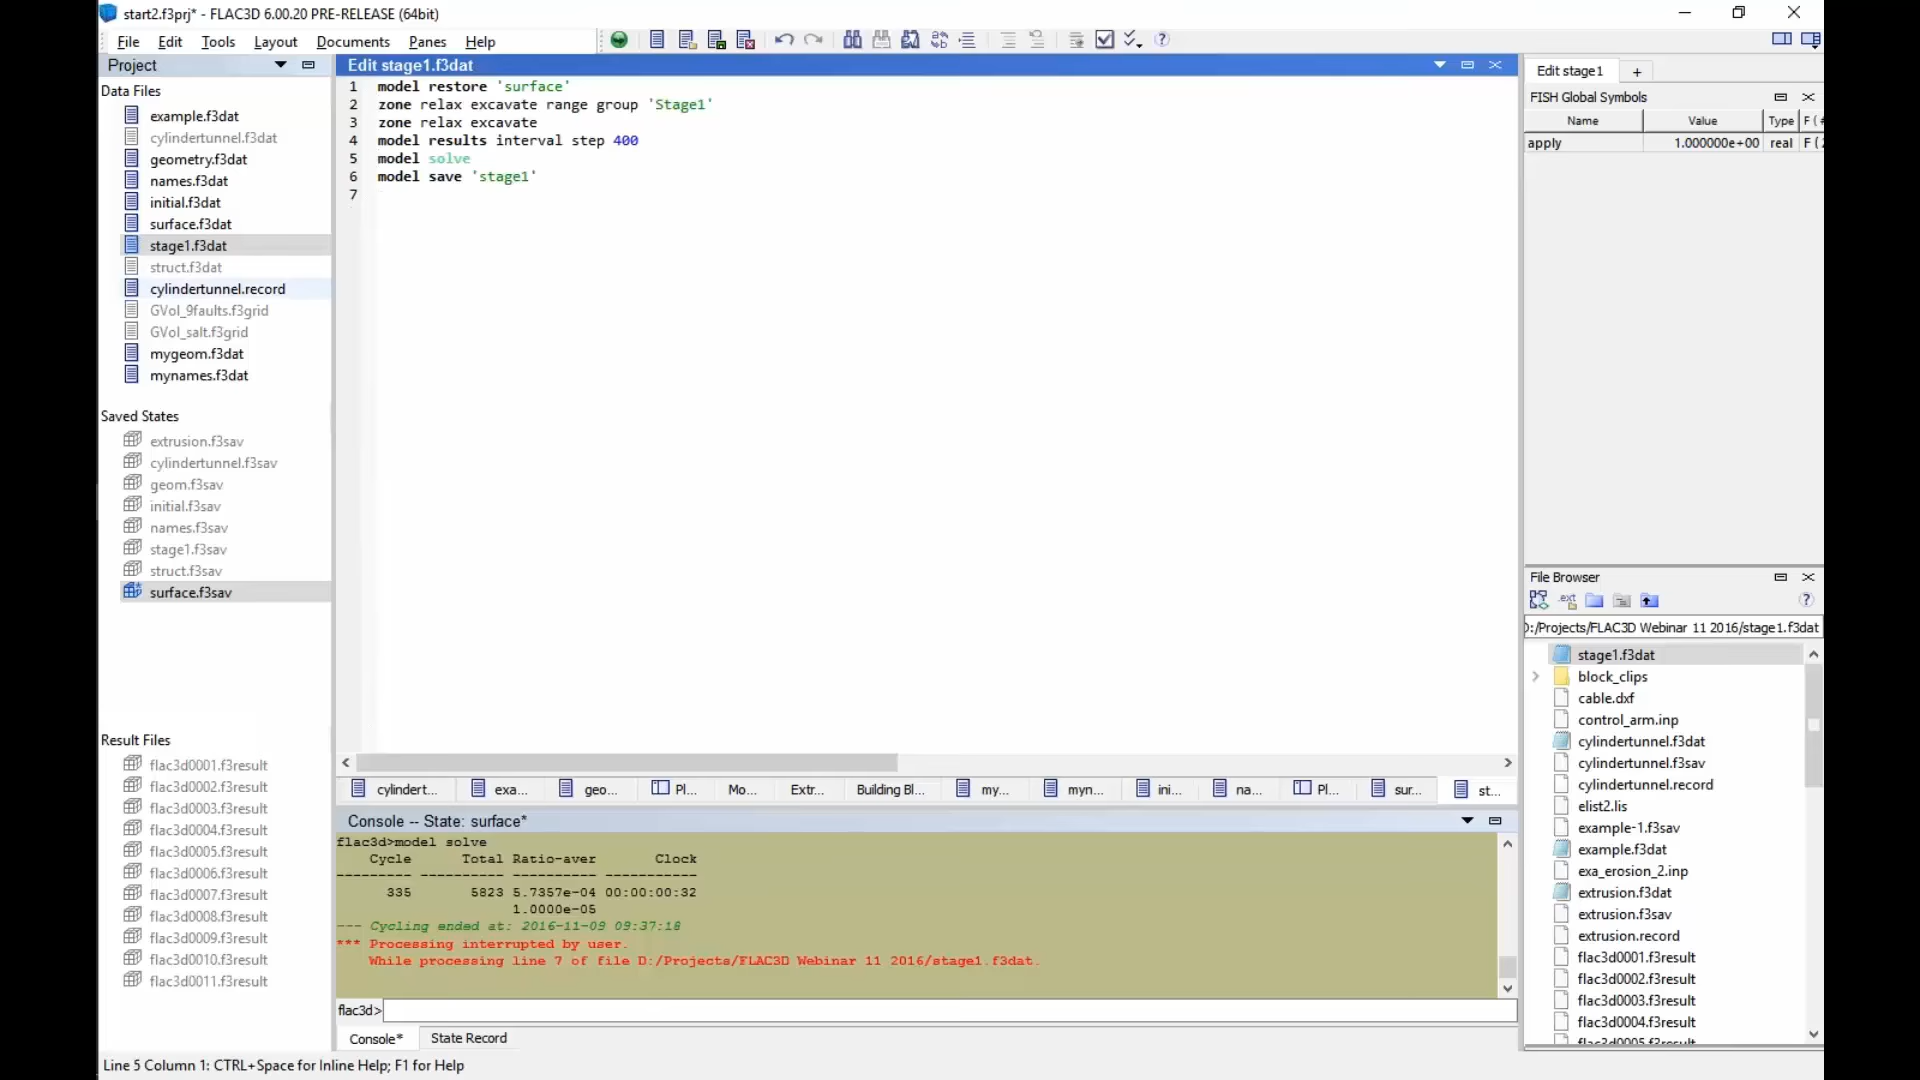 start2.f3prj* - FLAC3D 6.00.20 PRE-RELEASE (64bit)
File Edit Tools Layout Documents Panes Help
Project
Data Files
example.f3dat
cylindertunnel.f3dat
geometry.f3dat
names.f3dat
initial.f3dat
surface.f3dat
stage1.f3dat
struct.f3dat
cylindertunnel.record
GVol_9faults.f3grid
GVol_salt.f3grid
mygeom.f3dat
mynames.f3dat
Saved States
extrusion.f3sav
cylindertunnel.f3sav
geom.f3sav
initial.f3sav
names.f3sav
stage1.f3sav
struct.f3sav
surface.f3sav
Result Files
flac3d0001.f3result
flac3d0002.f3result
flac3d0003.f3result
flac3d0004.f3result
flac3d0005.f3result
flac3d0006.f3result
flac3d0007.f3result
flac3d0008.f3result
flac3d0009.f3result
flac3d0010.f3result
flac3d0011.f3result
Edit stage1.f3dat
1 model restore 'surface'
2 zone relax excavate range group 'Stage1'
3 zone relax excavate
4 model results interval step 400
5 model solve
6 model save 'stage1'
7
cylindert... exa... geo... Pl... Mo... Extr... Building Bl... my... myn... ini... na... Pl... sur... st...
Console -- State: surface*
flac3d>model solve
Cycle Total Ratio-aver Clock
--------- ---------- ---------- -----------
335 5823 5.7357e-04 00:00:00:32
1.0000e-05
--- Cycling ended at: 2016-11-09 09:37:18
*** Processing interrupted by user.
While processing line 7 of file D:/Projects/FLAC3D Webinar 11 2016/stage1.f3dat.
flac3d>
Console* State Record
Line 5 Column 1: CTRL+Space for Inline Help; F1 for Help
Edit stage1 +
FISH Global Symbols
Name Value Type F (
apply 1.000000e+00 real F (
File Browser
.ext
D:/Projects/FLAC3D Webinar 11 2016/stage1.f3dat
stage1.f3dat
block_clips
cable.dxf
control_arm.inp
cylindertunnel.f3dat
cylindertunnel.f3sav
cylindertunnel.record
elist2.lis
example-1.f3sav
example.f3dat
exa_erosion_2.inp
extrusion.f3dat
extrusion.f3sav
extrusion.record
flac3d0001.f3result
flac3d0002.f3result
flac3d0003.f3result
flac3d0004.f3result
flac3d0005.f3result